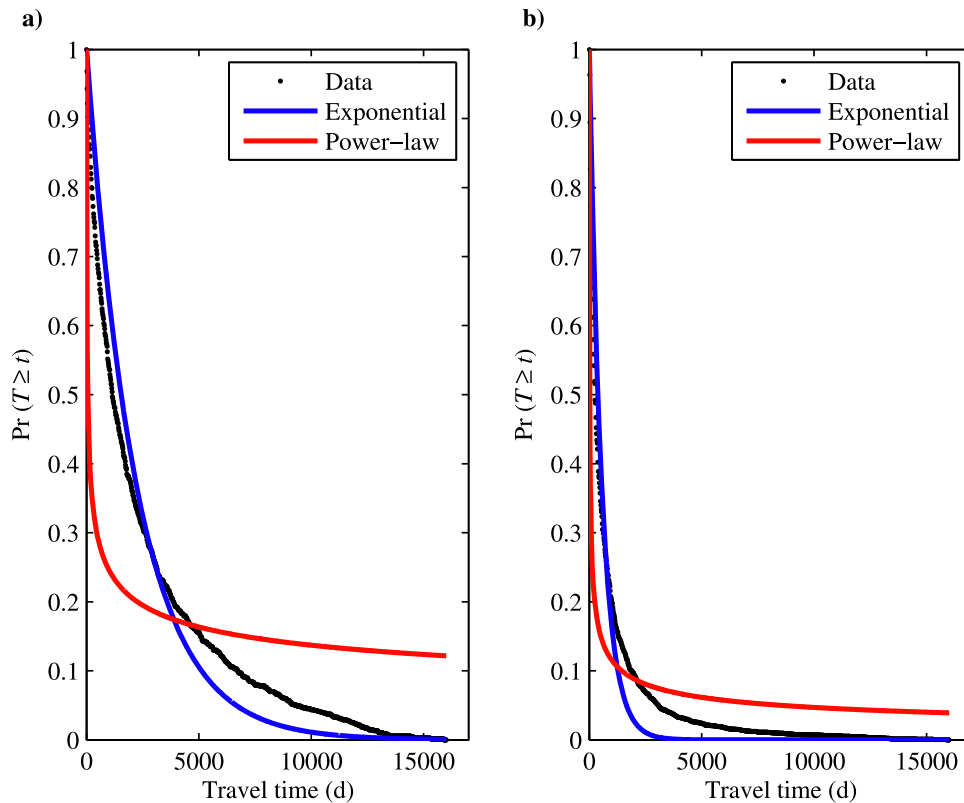 a)
1
0.9
0.8
0.7
0.6
0.5
0.4
0.3
0.2
0.1
0
0
5000
10000
15000
Pr (T ≥ t)
Travel time (d)
Data
Exponential
Power−law
b)
1
0.9
0.8
0.7
0.6
0.5
0.4
0.3
0.2
0.1
0
0
5000
10000
15000
Pr (T ≥ t)
Travel time (d)
Data
Exponential
Power−law